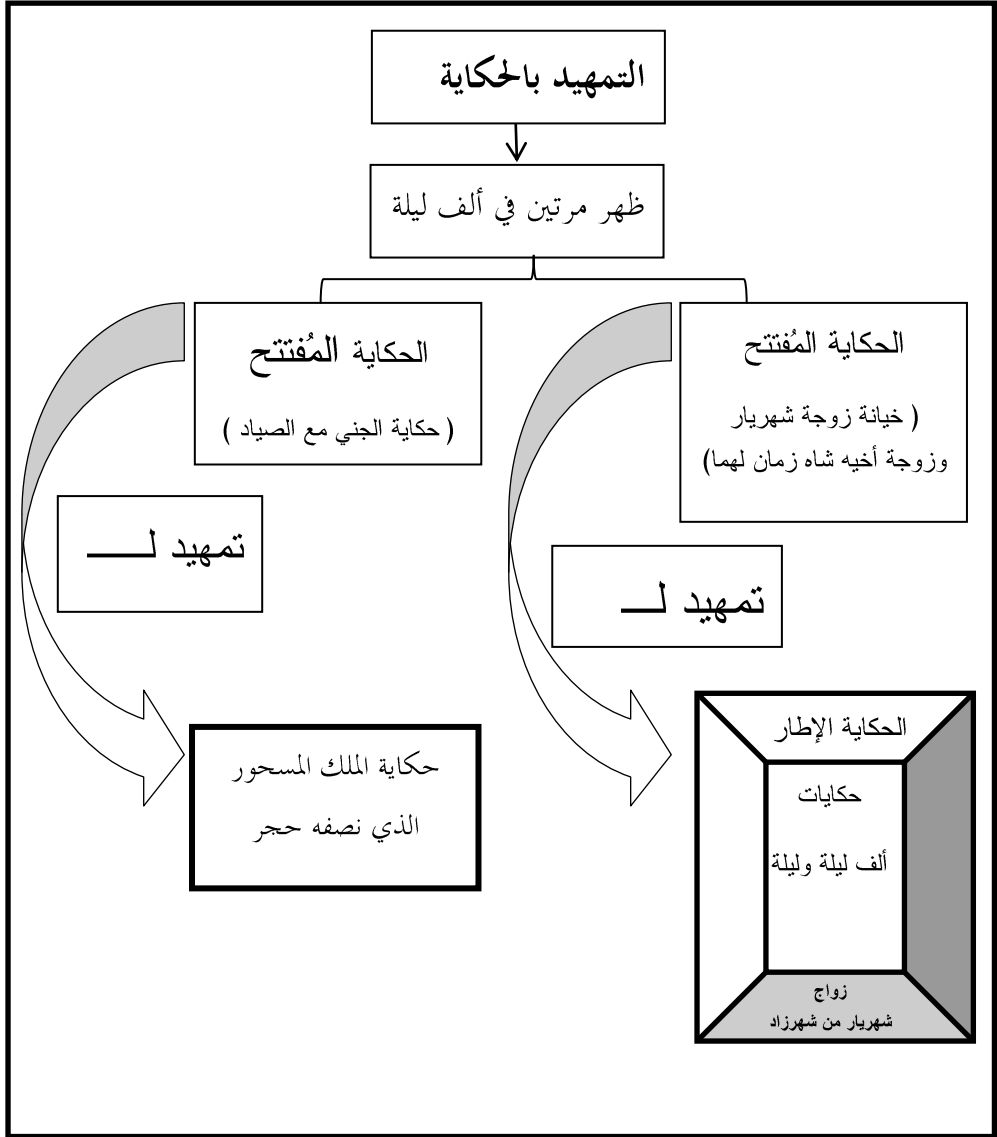 التمهيد بالحكاية
ظهر مرتين في ألف ليلة
الحكاية المُفتتح
( خيانة زوجة شهريار
وزوجة أخيه شاه زمان لهما)
تمهيد لـــ
الحكاية الإطار
حكايات
ألف ليلة وليلة
زواج
شهريار من شهرزاد
الحكاية المُفتتح
( حكاية الجني مع الصياد )
تمهيد لـــــ
حكاية الملك المسحور
الذي نصفه حجر